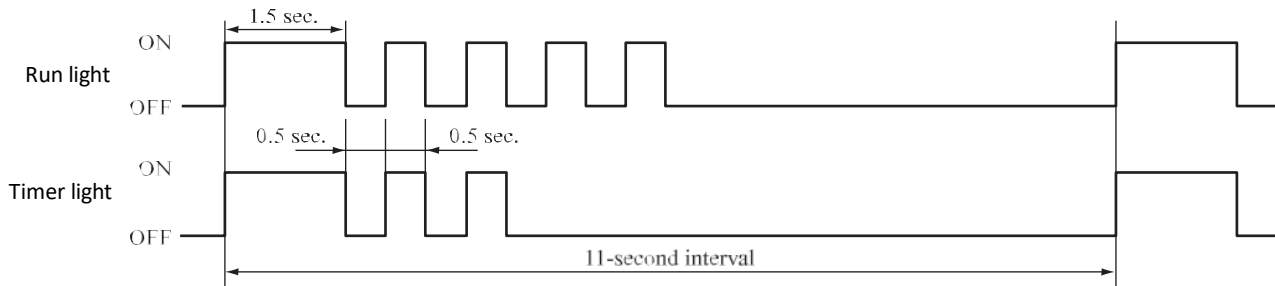 1.5 sec.
ON
Run light
OFF
0.5 sec. 0.5 sec.
ON
Timer light
OFF
11-second interval